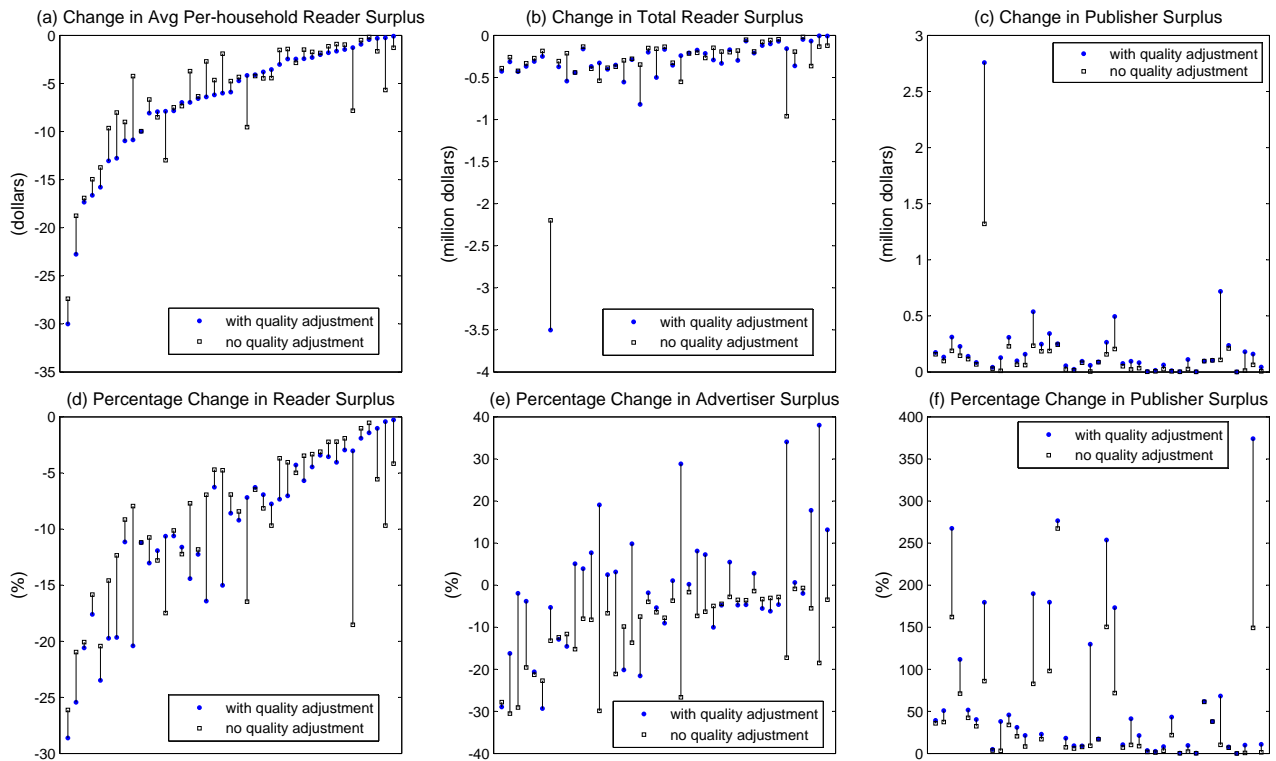 (a) Change in Avg Per-household Reader Surplus
0
-5
-10
-15
-20
-25
-30
-35
(dollars)
with quality adjustment
no quality adjustment
(b) Change in Total Reader Surplus
0
-0.5
-1
-1.5
-2
-2.5
-3
-3.5
-4
(million dollars)
with quality adjustment
no quality adjustment
(c) Change in Publisher Surplus
3
2.5
2
1.5
1
0.5
0
(million dollars)
with quality adjustment
no quality adjustment
(d) Percentage Change in Reader Surplus
0
-5
-10
-15
-20
-25
-30
(%)
with quality adjustment
no quality adjustment
(e) Percentage Change in Advertiser Surplus
40
30
20
10
0
-10
-20
-30
-40
(%)
with quality adjustment
no quality adjustment
(f) Percentage Change in Publisher Surplus
400
350
300
250
200
150
100
50
0
(%)
with quality adjustment
no quality adjustment